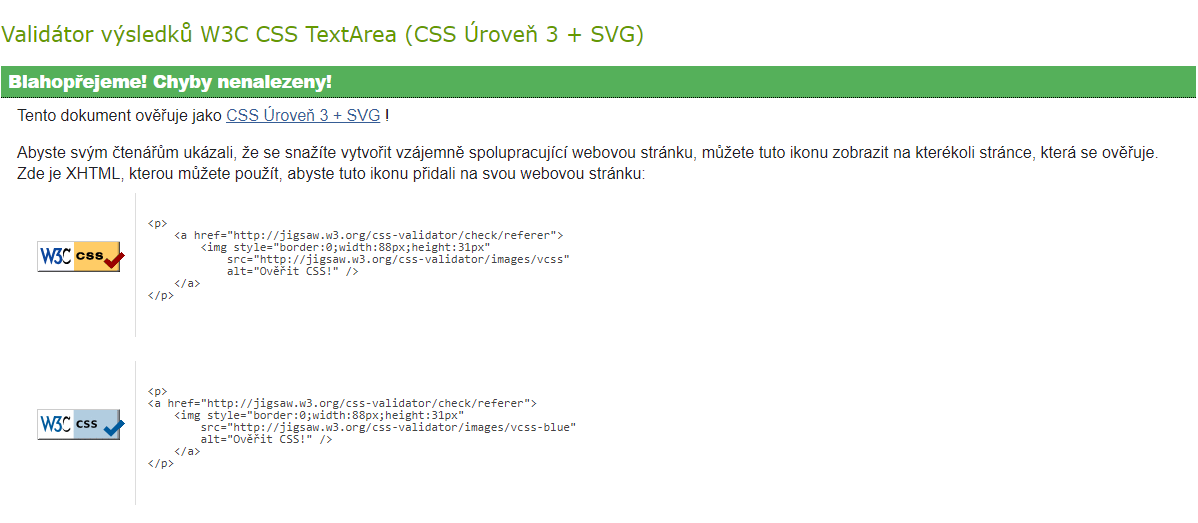 Validátor výsledků W3C CSS TextArea (CSS Úroveň 3 + SVG)
Blahopřejeme! Chyby nenalezeny!
Tento dokument ověřuje jako CSS Úroveň 3 + SVG !
Abyste svým čtenářům ukázali, že se snažíte vytvořit vzájemně spolupracující webovou stránku, můžete tuto ikonu zobrazit na kterékoli stránce, která se ověřuje.
Zde je XHTML, kterou můžete použít, abyste tuto ikonu přidali na svou webovou stránku:
W3C css
<p>
<a href="http://jigsaw.w3.org/css-validator/check/referer">
<img style="border:0;width:88px;height:31px"
src="http://jigsaw.w3.org/css-validator/images/vcss"
alt="Ověřit CSS!" />
</a>
</p>
W3C css
<p>
<a href="http://jigsaw.w3.org/css-validator/check/referer">
<img style="border:0;width:88px;height:31px"
src="http://jigsaw.w3.org/css-validator/images/vcss-blue"
alt="Ověřit CSS!" />
</a>
</p>